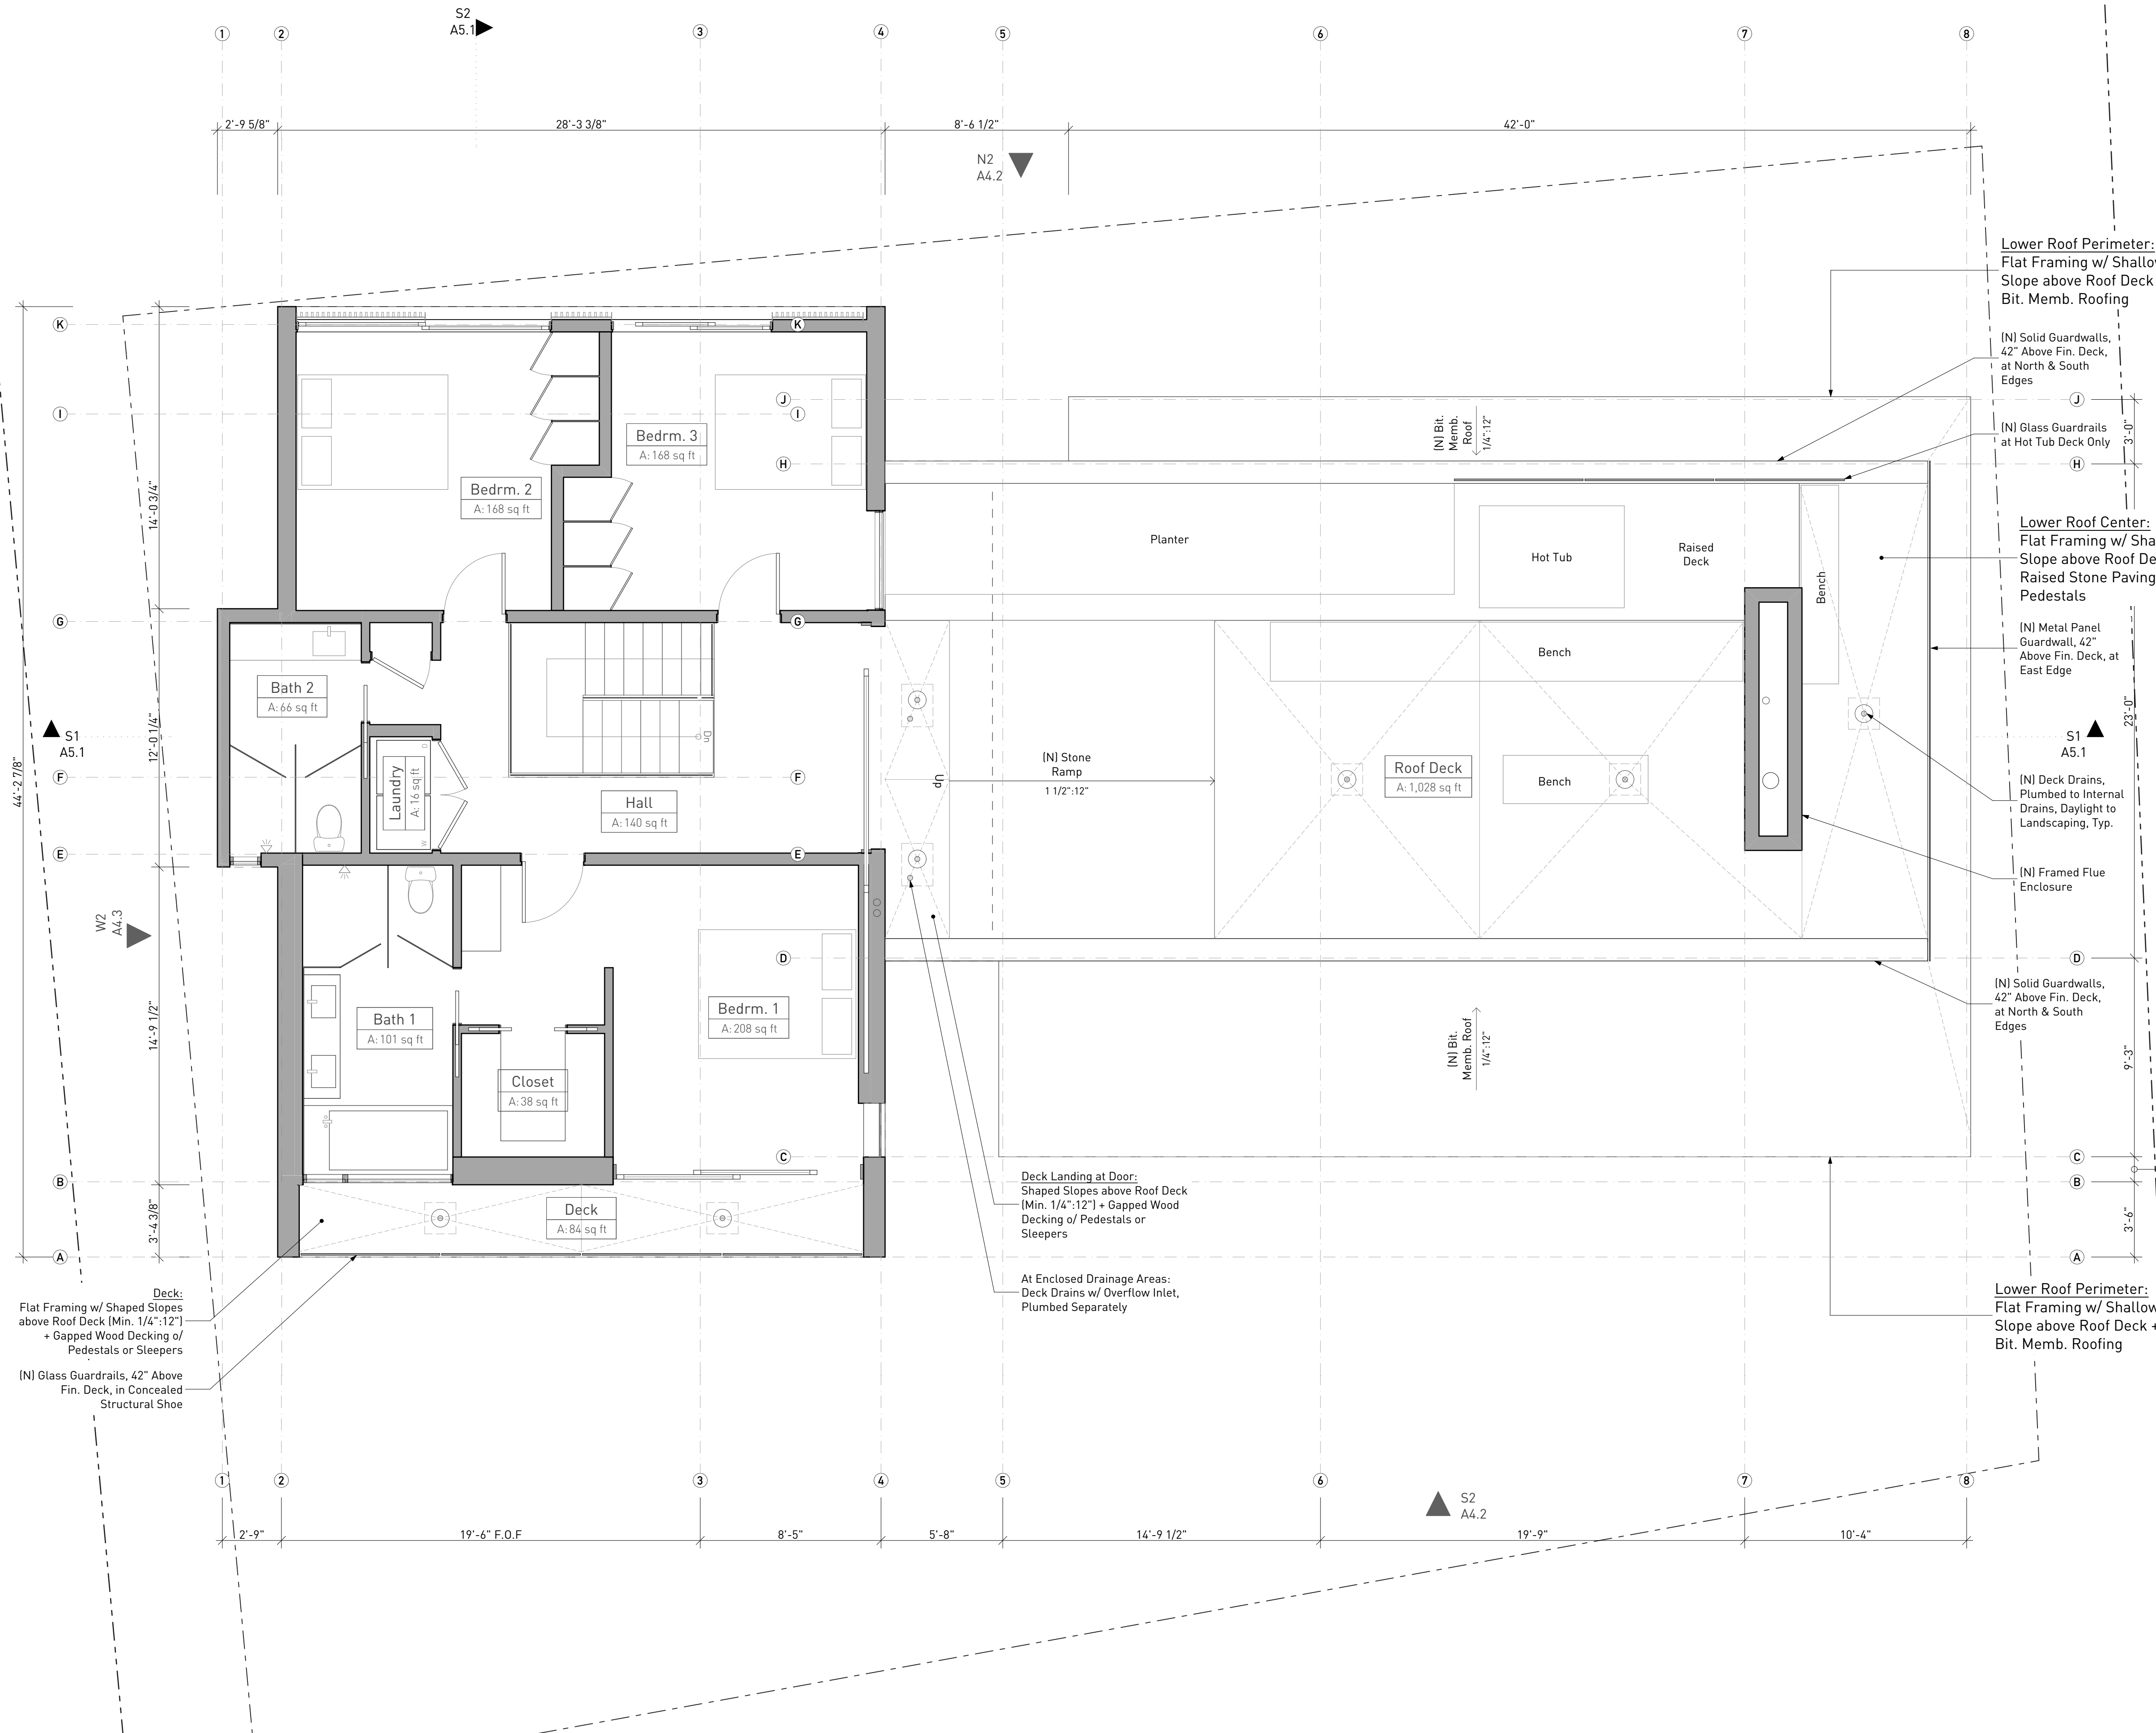 S2
A5.1
1
2
3
4
5
6
7
8
2'-9 5/8"
28'-3 3/8"
8'-6 1/2"
42'-0"
N2
A4.2
Lower Roof Perimeter:
Flat Framing w/ Shallow
Slope above Roof Deck
Bit. Memb. Roofing
(N) Solid Guardwalls,
42" Above Fin. Deck,
at North & South
Edges
(N) Glass Guardrails
at Hot Tub Deck Only
Lower Roof Center:
Flat Framing w/
Slope above Roof
Raised Stone Paving
Pedestals
(N) Metal Panel
Guardwall, 42"
Above Fin. Deck, at
East Edge
S1
A5.1
(N) Deck Drains,
Plumbed to Internal
Drains, Daylight to
Landscaping, Typ.
(N) Framed Flue
Enclosure
(N) Solid Guardwalls,
42" Above Fin. Deck,
at North & South
Edges
Lower Roof Perimeter:
Flat Framing w/ Shallow
Slope above Roof Deck +
Bit. Memb. Roofing
J
H
D
C
B
A
3'-0"
23'-0"
9'-3"
3'-6"
K
I
G
F
E
B
A
44'-2 7/8"
14'-0 3/4"
12'-0 1/4"
14'-9 1/2"
3'-4 3/8"
S1
A5.1
W2
A4.3
K
J
I
H
G
F
E
D
C
Bedrm. 3
A: 168 sq ft
Bedrm. 2
A: 168 sq ft
Bath 2
A: 66 sq ft
Laundry
A: 16 sq ft
D
W
Dn
Hall
A: 140 sq ft
Bath 1
A: 101 sq ft
Bedrm. 1
A: 208 sq ft
Closet
A: 38 sq ft
Deck
A: 84 sq ft
(N) Bit.
Memb.
Roof
1/4":12"
Planter
Hot Tub
Raised
Deck
Bench
Bench
Bench
Up
(N) Stone
Ramp
1 1/2":12"
Roof Deck
A: 1,028 sq ft
(N) Bit.
Memb. Roof
1/4":12"
Deck Landing at Door:
Shaped Slopes above Roof Deck
(Min. 1/4":12") + Gapped Wood
Decking o/ Pedestals or
Sleepers
At Enclosed Drainage Areas:
Deck Drains w/ Overflow Inlet,
Plumbed Separately
Deck:
Flat Framing w/ Shaped Slopes
above Roof Deck (Min. 1/4":12")
+ Gapped Wood Decking o/
Pedestals or Sleepers
(N) Glass Guardrails, 42" Above
Fin. Deck, in Concealed
Structural Shoe
1
2
3
4
5
6
7
8
S2
A4.2
2'-9"
19'-6" F.O.F
8'-5"
5'-8"
14'-9 1/2"
19'-9"
10'-4"